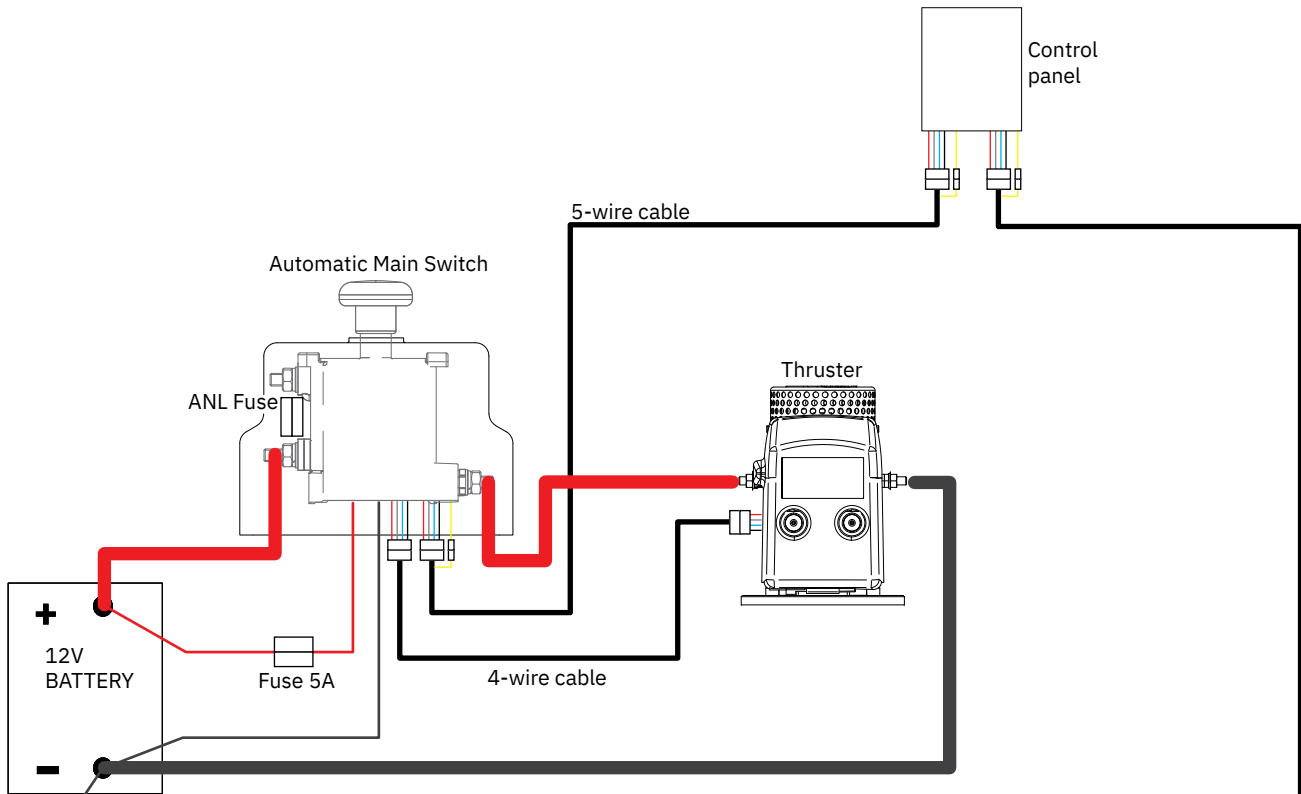 Control
panel
5-wire cable
Automatic Main Switch
Thruster
ANL Fuse
+
12V
BATTERY
Fuse 5A
4-wire cable
-